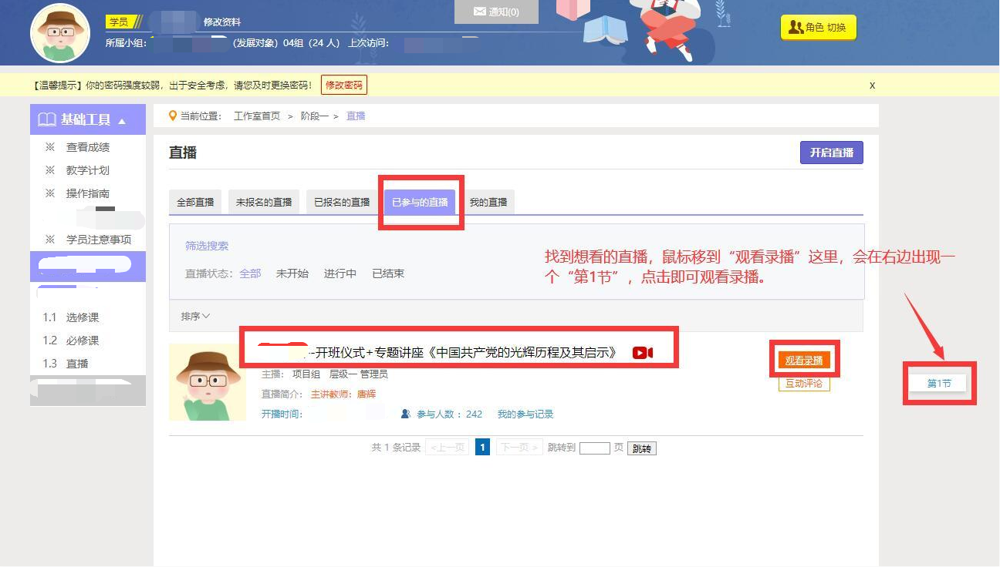 学员 修改资料
通知(0)
角色 切换
所属小组: (发展对象) 04组 (24 人) 上次访问:
【温馨提示】你的密码强度较弱，出于安全考虑，请您及时更换密码！ 修改密码 x
基础工具 ▲
※ 查看成绩
※ 教学计划
※ 操作指南
※ 学员注意事项
1.1 选修课
1.2 必修课
1.3 直播
当前位置： 工作室首页 > 阶段一 > 直播
直播 开启直播
全部直播 未报名的直播 已报名的直播 已参与的直播 我的直播
筛选搜索
直播状态: 全部 未开始 进行中 已结束
找到想看的直播，鼠标移到“观看录播”这里，会在右边出现一
个“第1节”，点击即可观看录播。
排序
-开班仪式+专题讲座《中国共产党的光辉历程及其启示》
观看录播
互动评论
第1节
主播： 项目组 层级一 管理员
直播简介： 主讲教师：唐辉
开播时间: 参与人数 : 242 我的参与记录
共 1 条记录 <上一页 1 下一页 > 跳转到 页 跳转